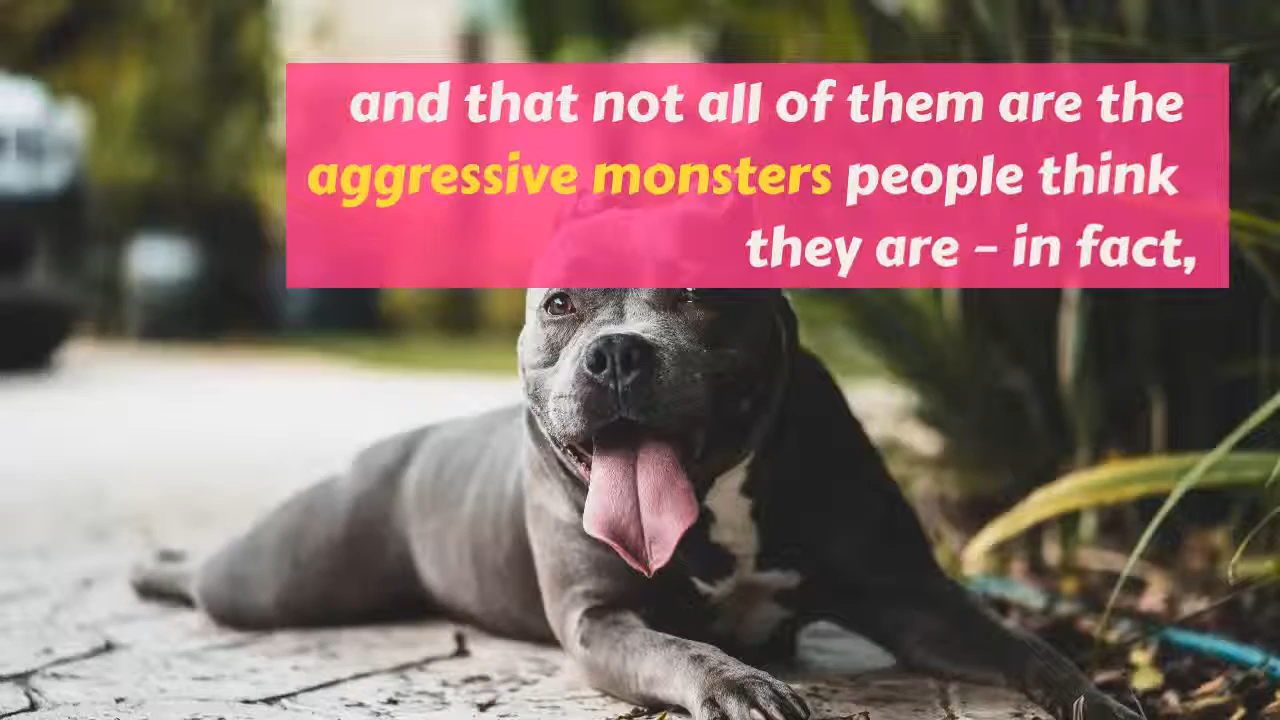 and that not all of them are the
aggressive monsters people think
they are – in fact,